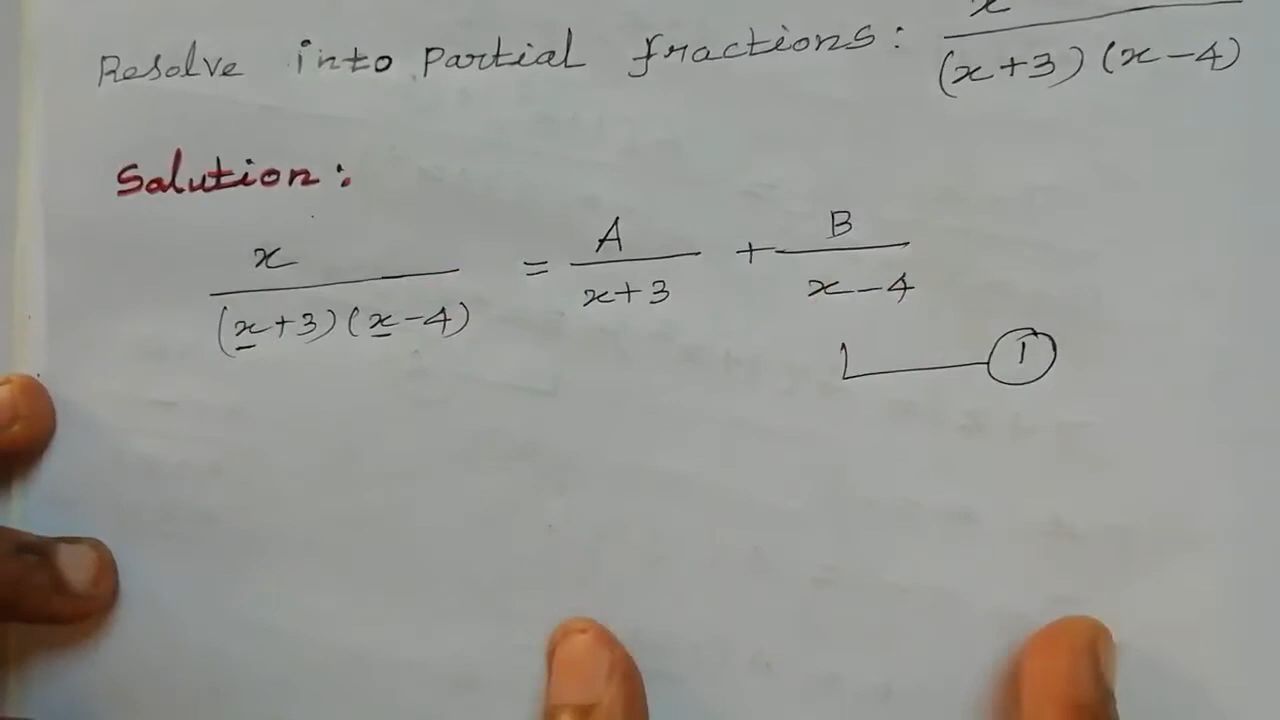 Resolve into partial fractions: x/((x+3)(x-4))
Solution:
x/((x+3)(x-4)) = A/(x+3) + B/(x-4)
1